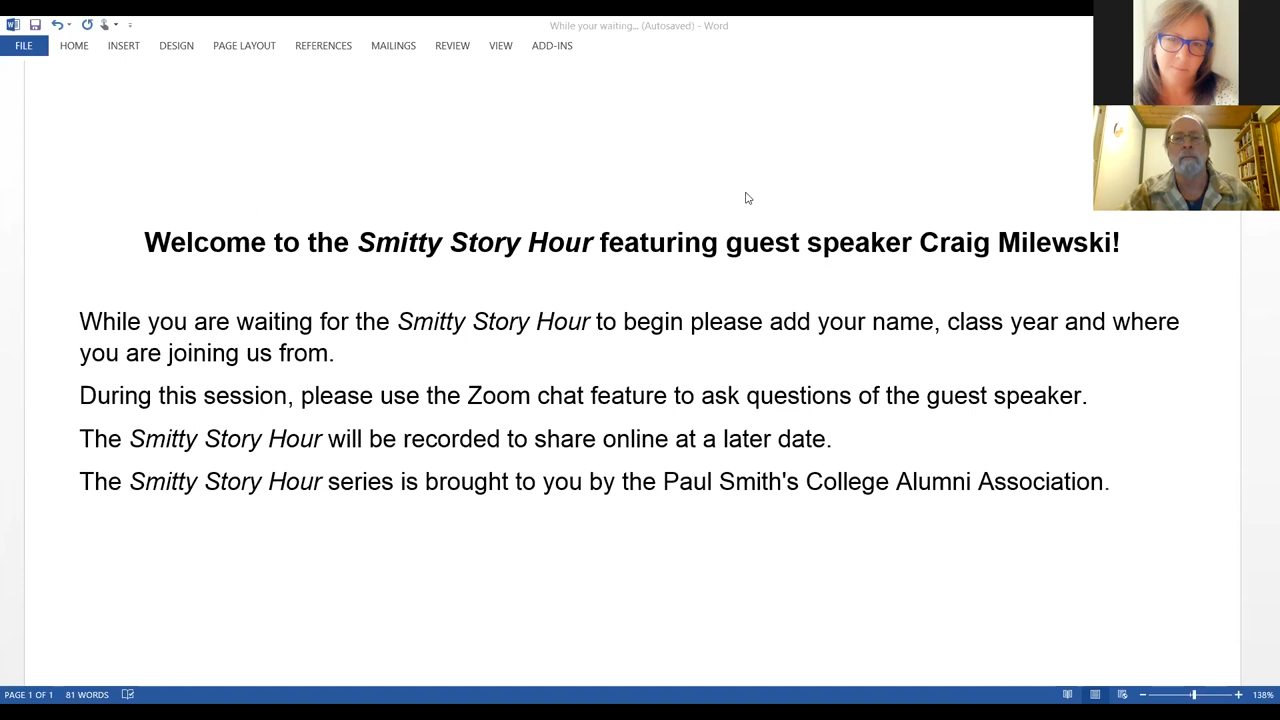 While your waiting... (Autosaved) - Word
FILE HOME INSERT DESIGN PAGE LAYOUT REFERENCES MAILINGS REVIEW VIEW ADD-INS
Welcome to the Smitty Story Hour featuring guest speaker Craig Milewski!
While you are waiting for the Smitty Story Hour to begin please add your name, class year and where
you are joining us from.
During this session, please use the Zoom chat feature to ask questions of the guest speaker.
The Smitty Story Hour will be recorded to share online at a later date.
The Smitty Story Hour series is brought to you by the Paul Smith's College Alumni Association.
PAGE 1 OF 1 81 WORDS 138%